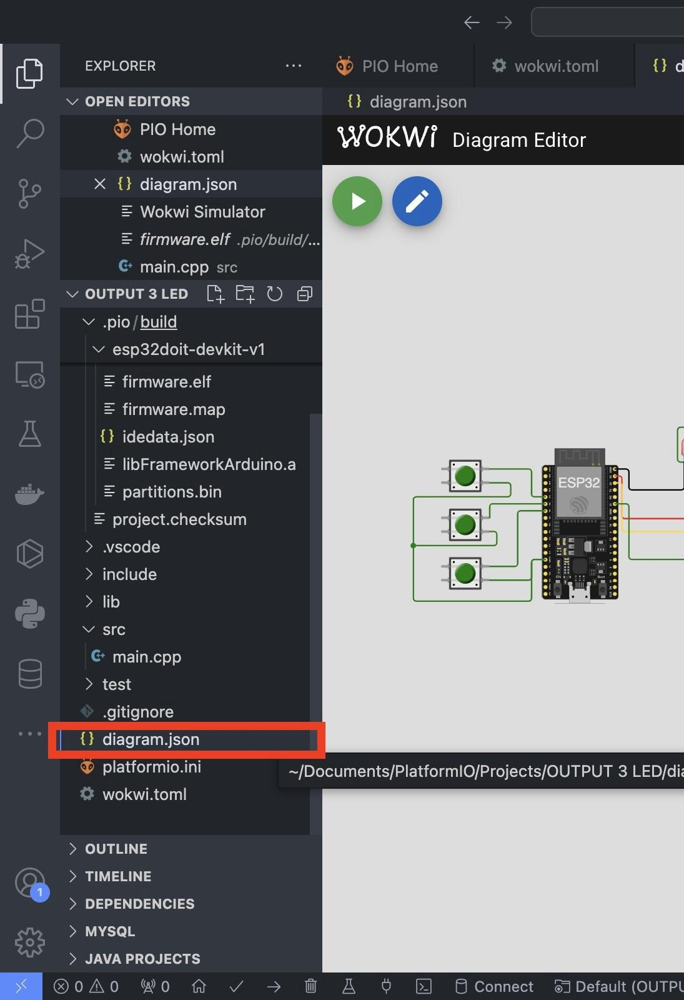 EXPLORER
PIO Home
wokwi.toml
OPEN EDITORS
PIO Home
wokwi.toml
diagram.json
Wokwi Simulator
firmware.elf .pio/build/...
main.cpp src
OUTPUT 3 LED
.pio/build
esp32doit-devkit-v1
firmware.elf
firmware.map
idedata.json
libFrameworkArduino.a
partitions.bin
project.checksum
.vscode
include
lib
src
main.cpp
test
.gitignore
diagram.json
platformio.ini
wokwi.toml
OUTLINE
TIMELINE
DEPENDENCIES
MYSQL
JAVA PROJECTS
1
diagram.json
WOKWi Diagram Editor
ESP32
EN
Boot
~/Documents/PlatformIO/Projects/OUTPUT 3 LED/dia
0 0 0 Connect Default (OUTPU